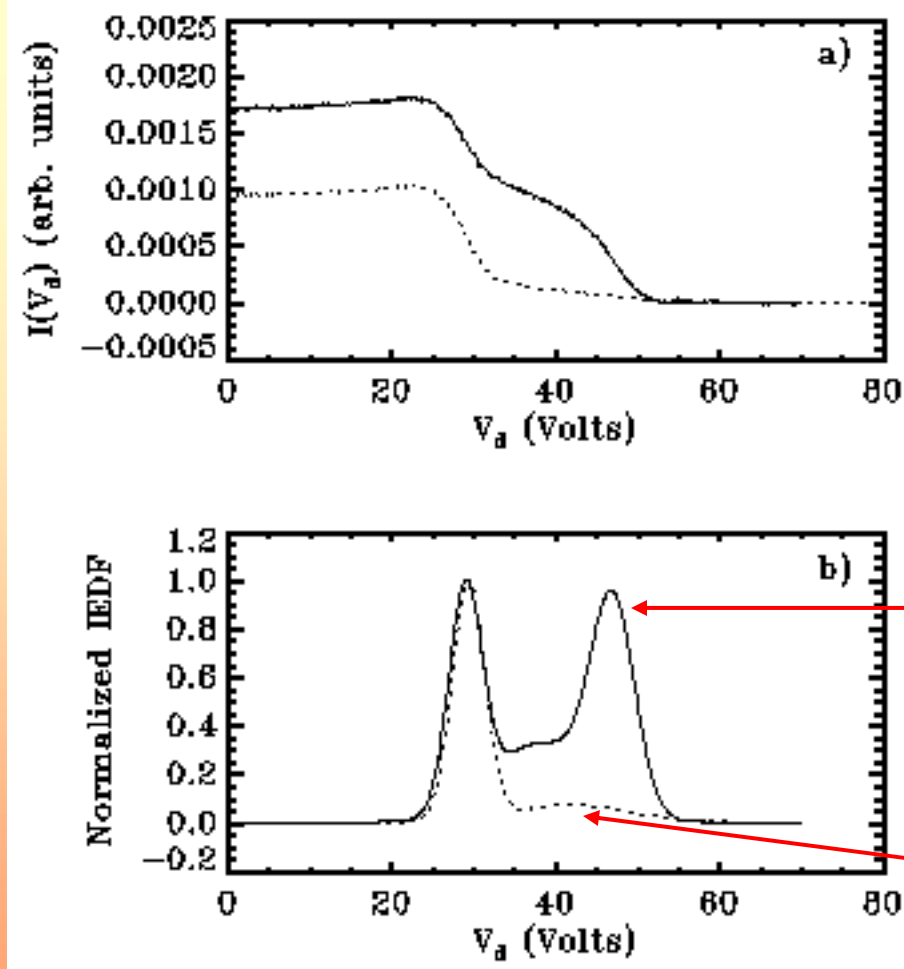 a)
I(V_d) (arb. units)
0.0025
0.0020
0.0015
0.0010
0.0005
0.0000
−0.0005
0 20 40 60 80
V_d (Volts)
b)
Normalized IEDF
1.2
1.0
0.8
0.6
0.4
0.2
0.0
−0.2
0 20 40 60 80
V_d (Volts)